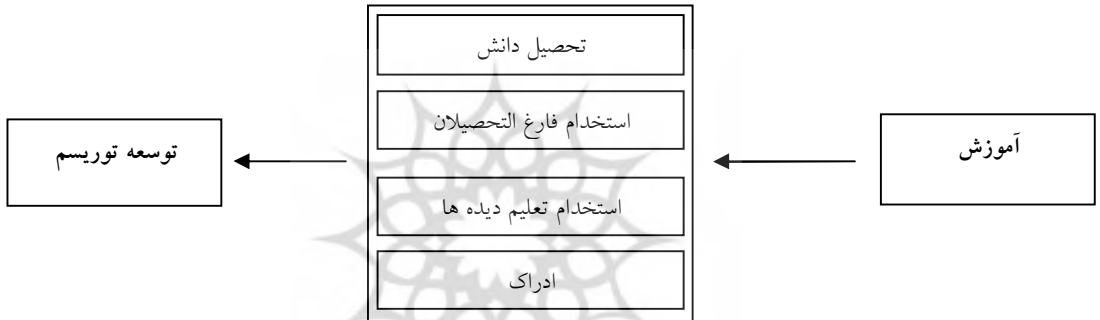 آموزش
تحصیل دانش
استخدام فارغ التحصیلان
استخدام تعلیم دیده ها
ادراک
توسعه توریسم